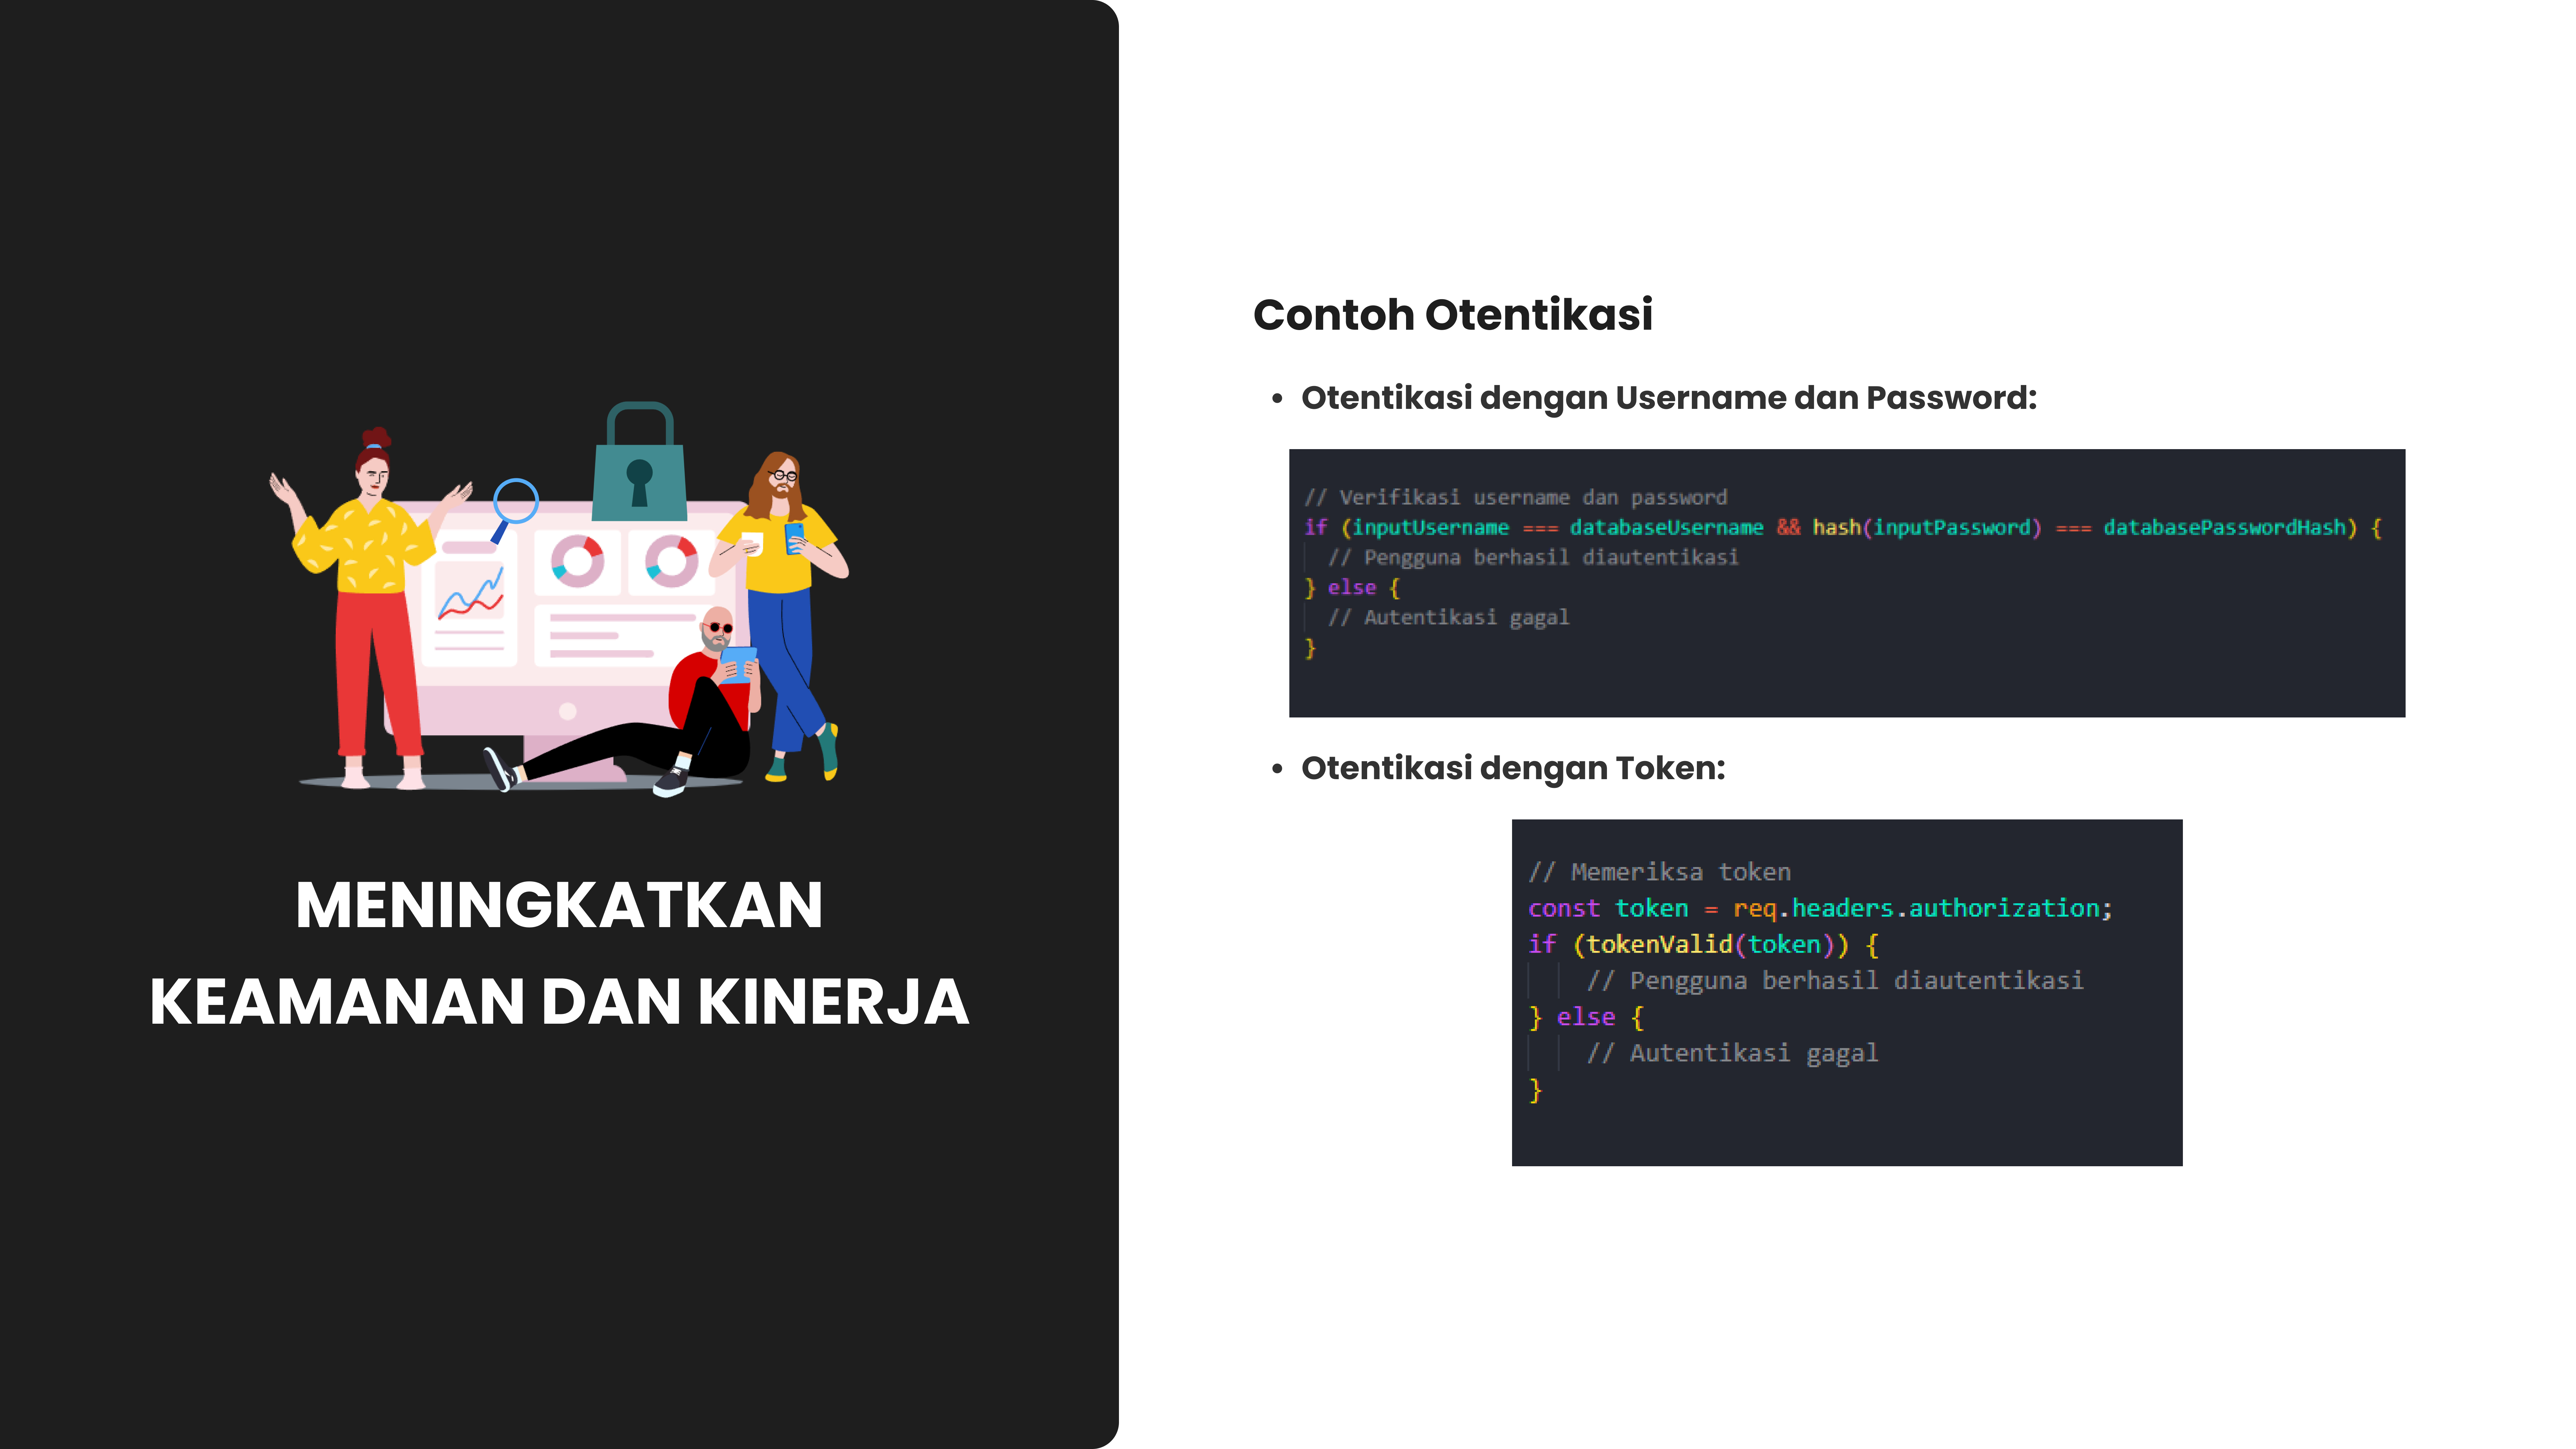 MENINGKATKAN
KEAMANAN DAN KINERJA
Contoh Otentikasi
• Otentikasi dengan Username dan Password:
// Verifikasi username dan password
if (inputUsername === databaseUsername && hash(inputPassword) === databasePasswordHash) {
  // Pengguna berhasil diautentikasi
} else {
  // Autentikasi gagal
}
• Otentikasi dengan Token:
// Memeriksa token
const token = req.headers.authorization;
if (tokenValid(token)) {
    // Pengguna berhasil diautentikasi
} else {
    // Autentikasi gagal
}